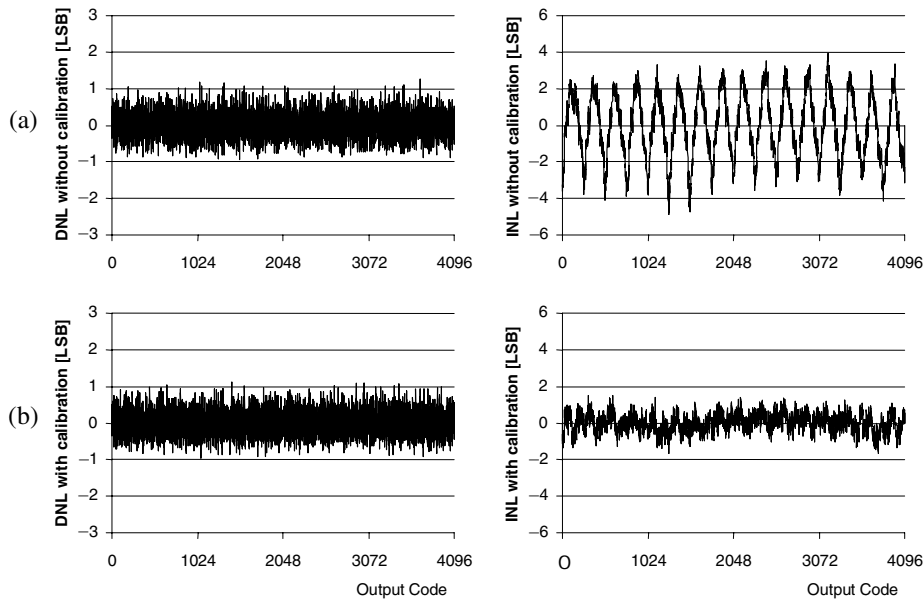 (a)
DNL without calibration [LSB]
3
2
1
0
−1
−2
−3
0 1024 2048 3072 4096
INL without calibration [LSB]
6
4
2
0
−2
−4
−6
0 1024 2048 3072 4096
(b)
DNL with calibration [LSB]
3
2
1
0
−1
−2
−3
0 1024 2048 3072 4096
Output Code
INL with calibration [LSB]
6
4
2
0
−2
−4
−6
0 1024 2048 3072 4096
Output Code